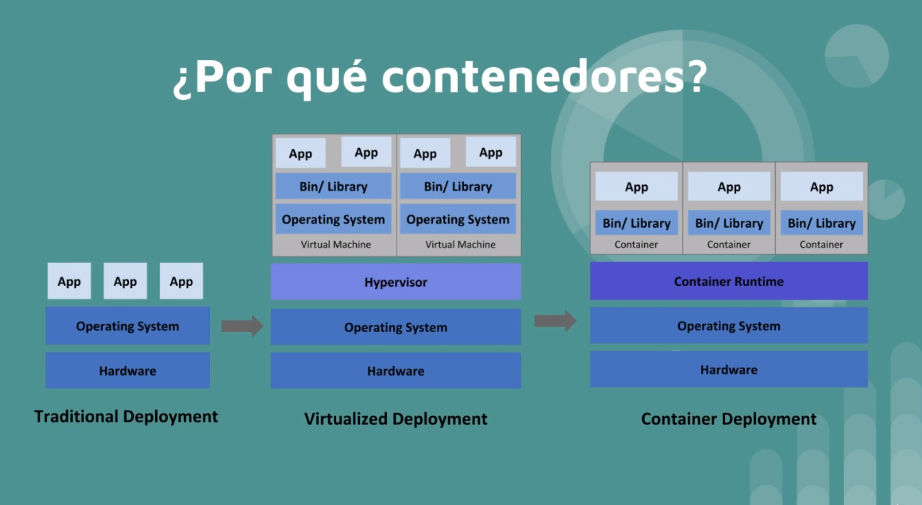 ¿Por qué contenedores?
App App App
Operating System
Hardware
Traditional Deployment
App App App App
Bin/ Library Bin/ Library
Operating System Operating System
Virtual Machine Virtual Machine
Hypervisor
Operating System
Hardware
Virtualized Deployment
App App App
Bin/ Library Bin/ Library Bin/ Library
Container Container Container
Container Runtime
Operating System
Hardware
Container Deployment